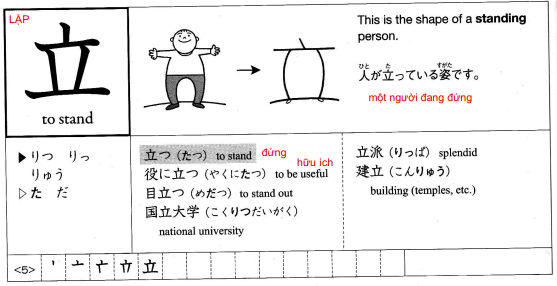 LẬP
立
to stand
This is the shape of a standing
person.
ひと た すがた
人が立っている姿です。
một người đang đứng
▶りつ りっ
りゅう
▷た だ
立つ(たつ) to stand đứng
役に立つ(やくにたつ) to be useful hữu ích
目立つ(めだつ) to stand out
国立大学(こくりつだいがく)
national university
立派(りっぱ) splendid
建立(こんりゅう)
building (temples, etc.)
<5> 立